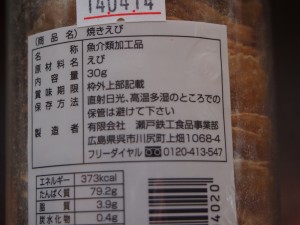 14.04.14
(商品名) 焼きえび
名称 魚介類加工品
原材料名 えび
内容量 30g
賞味期限 枠外上部記載
保存方法 直射日光、高温多湿のところでの
保管は避けて下さい
製造者 有限会社 瀬戸鉄工食品事業部
広島県呉市川尻町上畑1068-4
フリーダイヤル 0120-413-547
エネルギー 373kcal
たんぱく質 79.2g
脂質 3.9g
炭水化物 0.4g
04020